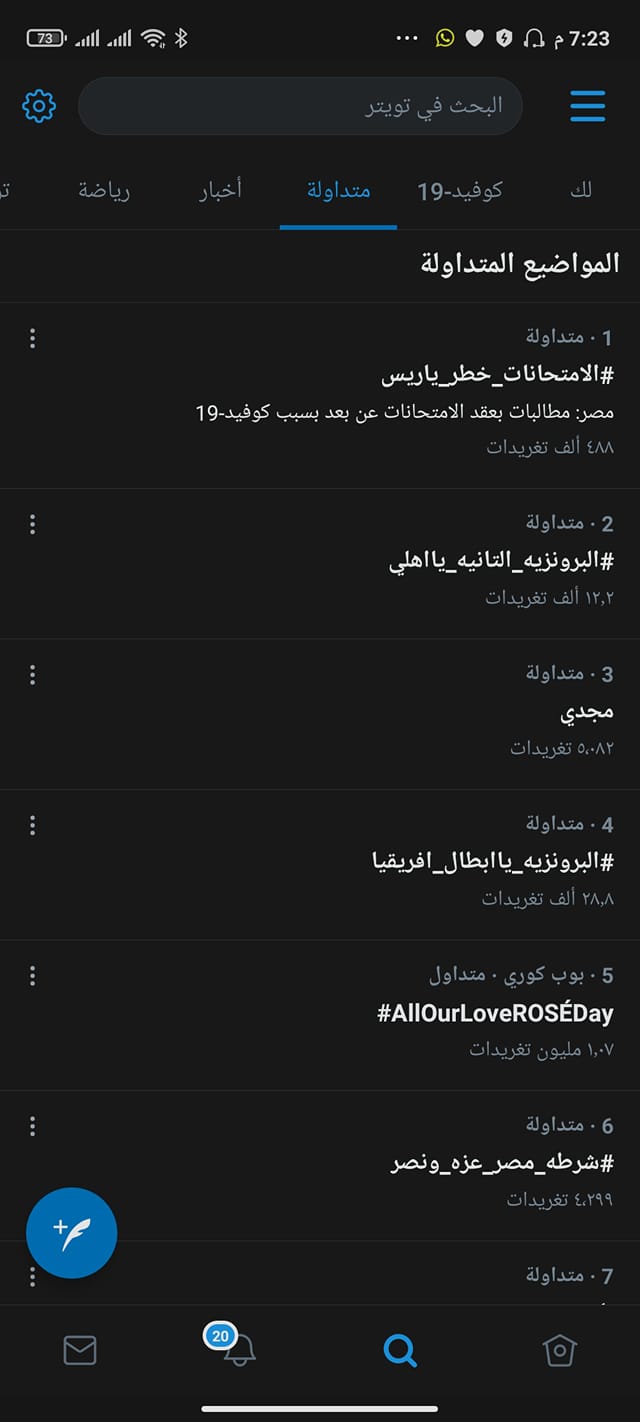 7:23 م
73
البحث في تويتر
لك
كوفيد-19
متداولة
أخبار
رياضة
المواضيع المتداولة
1 · متداولة
#الامتحانات_خطر_ياريس
مصر: مطالبات بعقد الامتحانات عن بعد بسبب كوفيد-19
٤٨٨ ألف تغريدات
2 · متداولة
#البرونزيه_التانيه_يااهلي
١٢٫٢ ألف تغريدات
3 · متداولة
مجدي
٥٬٠٨٢ تغريدات
4 · متداولة
#البرونزيه_ياابطال_افريقيا
٢٨٫٨ ألف تغريدات
5 · بوب كوري · متداول
#AllOurLoveROSÉDay
١٫٠٧ مليون تغريدات
6 · متداولة
#شرطه_مصر_عزه_ونصر
٤٬٢٩٩ تغريدات
7 · متداولة
20